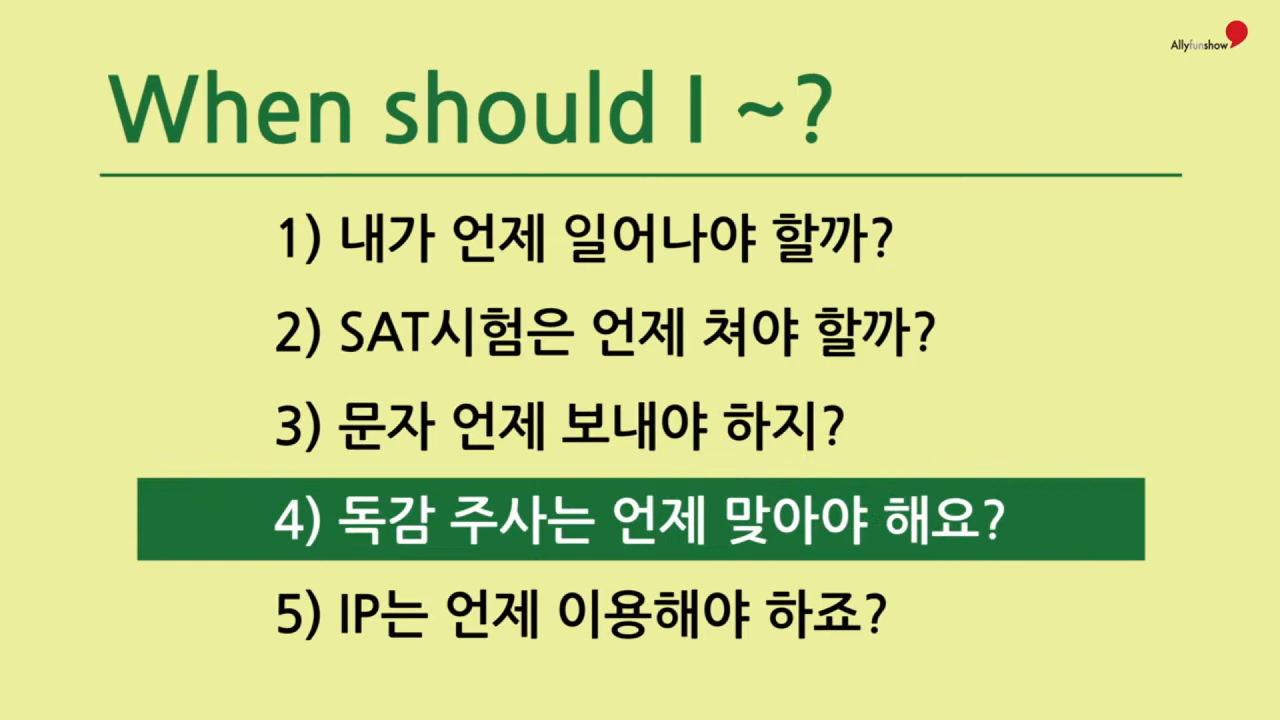 Allyfunshow
When should I ~?
1) 내가 언제 일어나야 할까?
2) SAT시험은 언제 쳐야 할까?
3) 문자 언제 보내야 하지?
4) 독감 주사는 언제 맞아야 해요?
5) IP는 언제 이용해야 하죠?